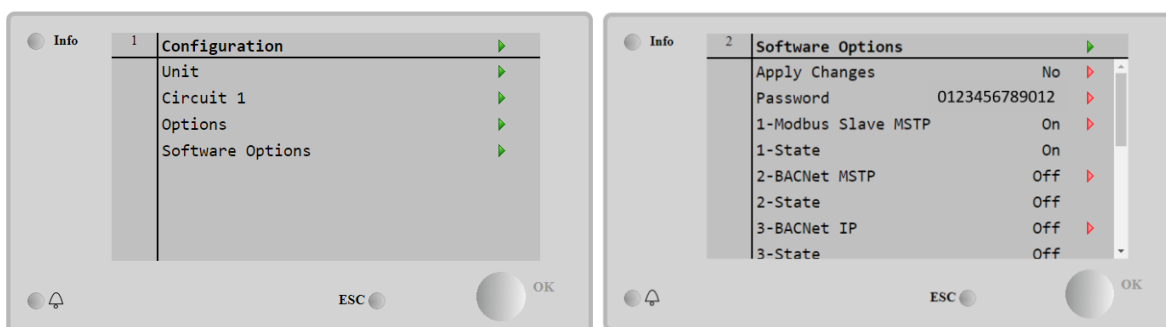 Info
1 Configuration
Unit
Circuit 1
Options
Software Options
ESC
OK
Info
2 Software Options
Apply Changes No
Password 0123456789012
1-Modbus Slave MSTP On
1-State On
2-BACNet MSTP Off
2-State Off
3-BACNet IP Off
3-State Off
ESC
OK